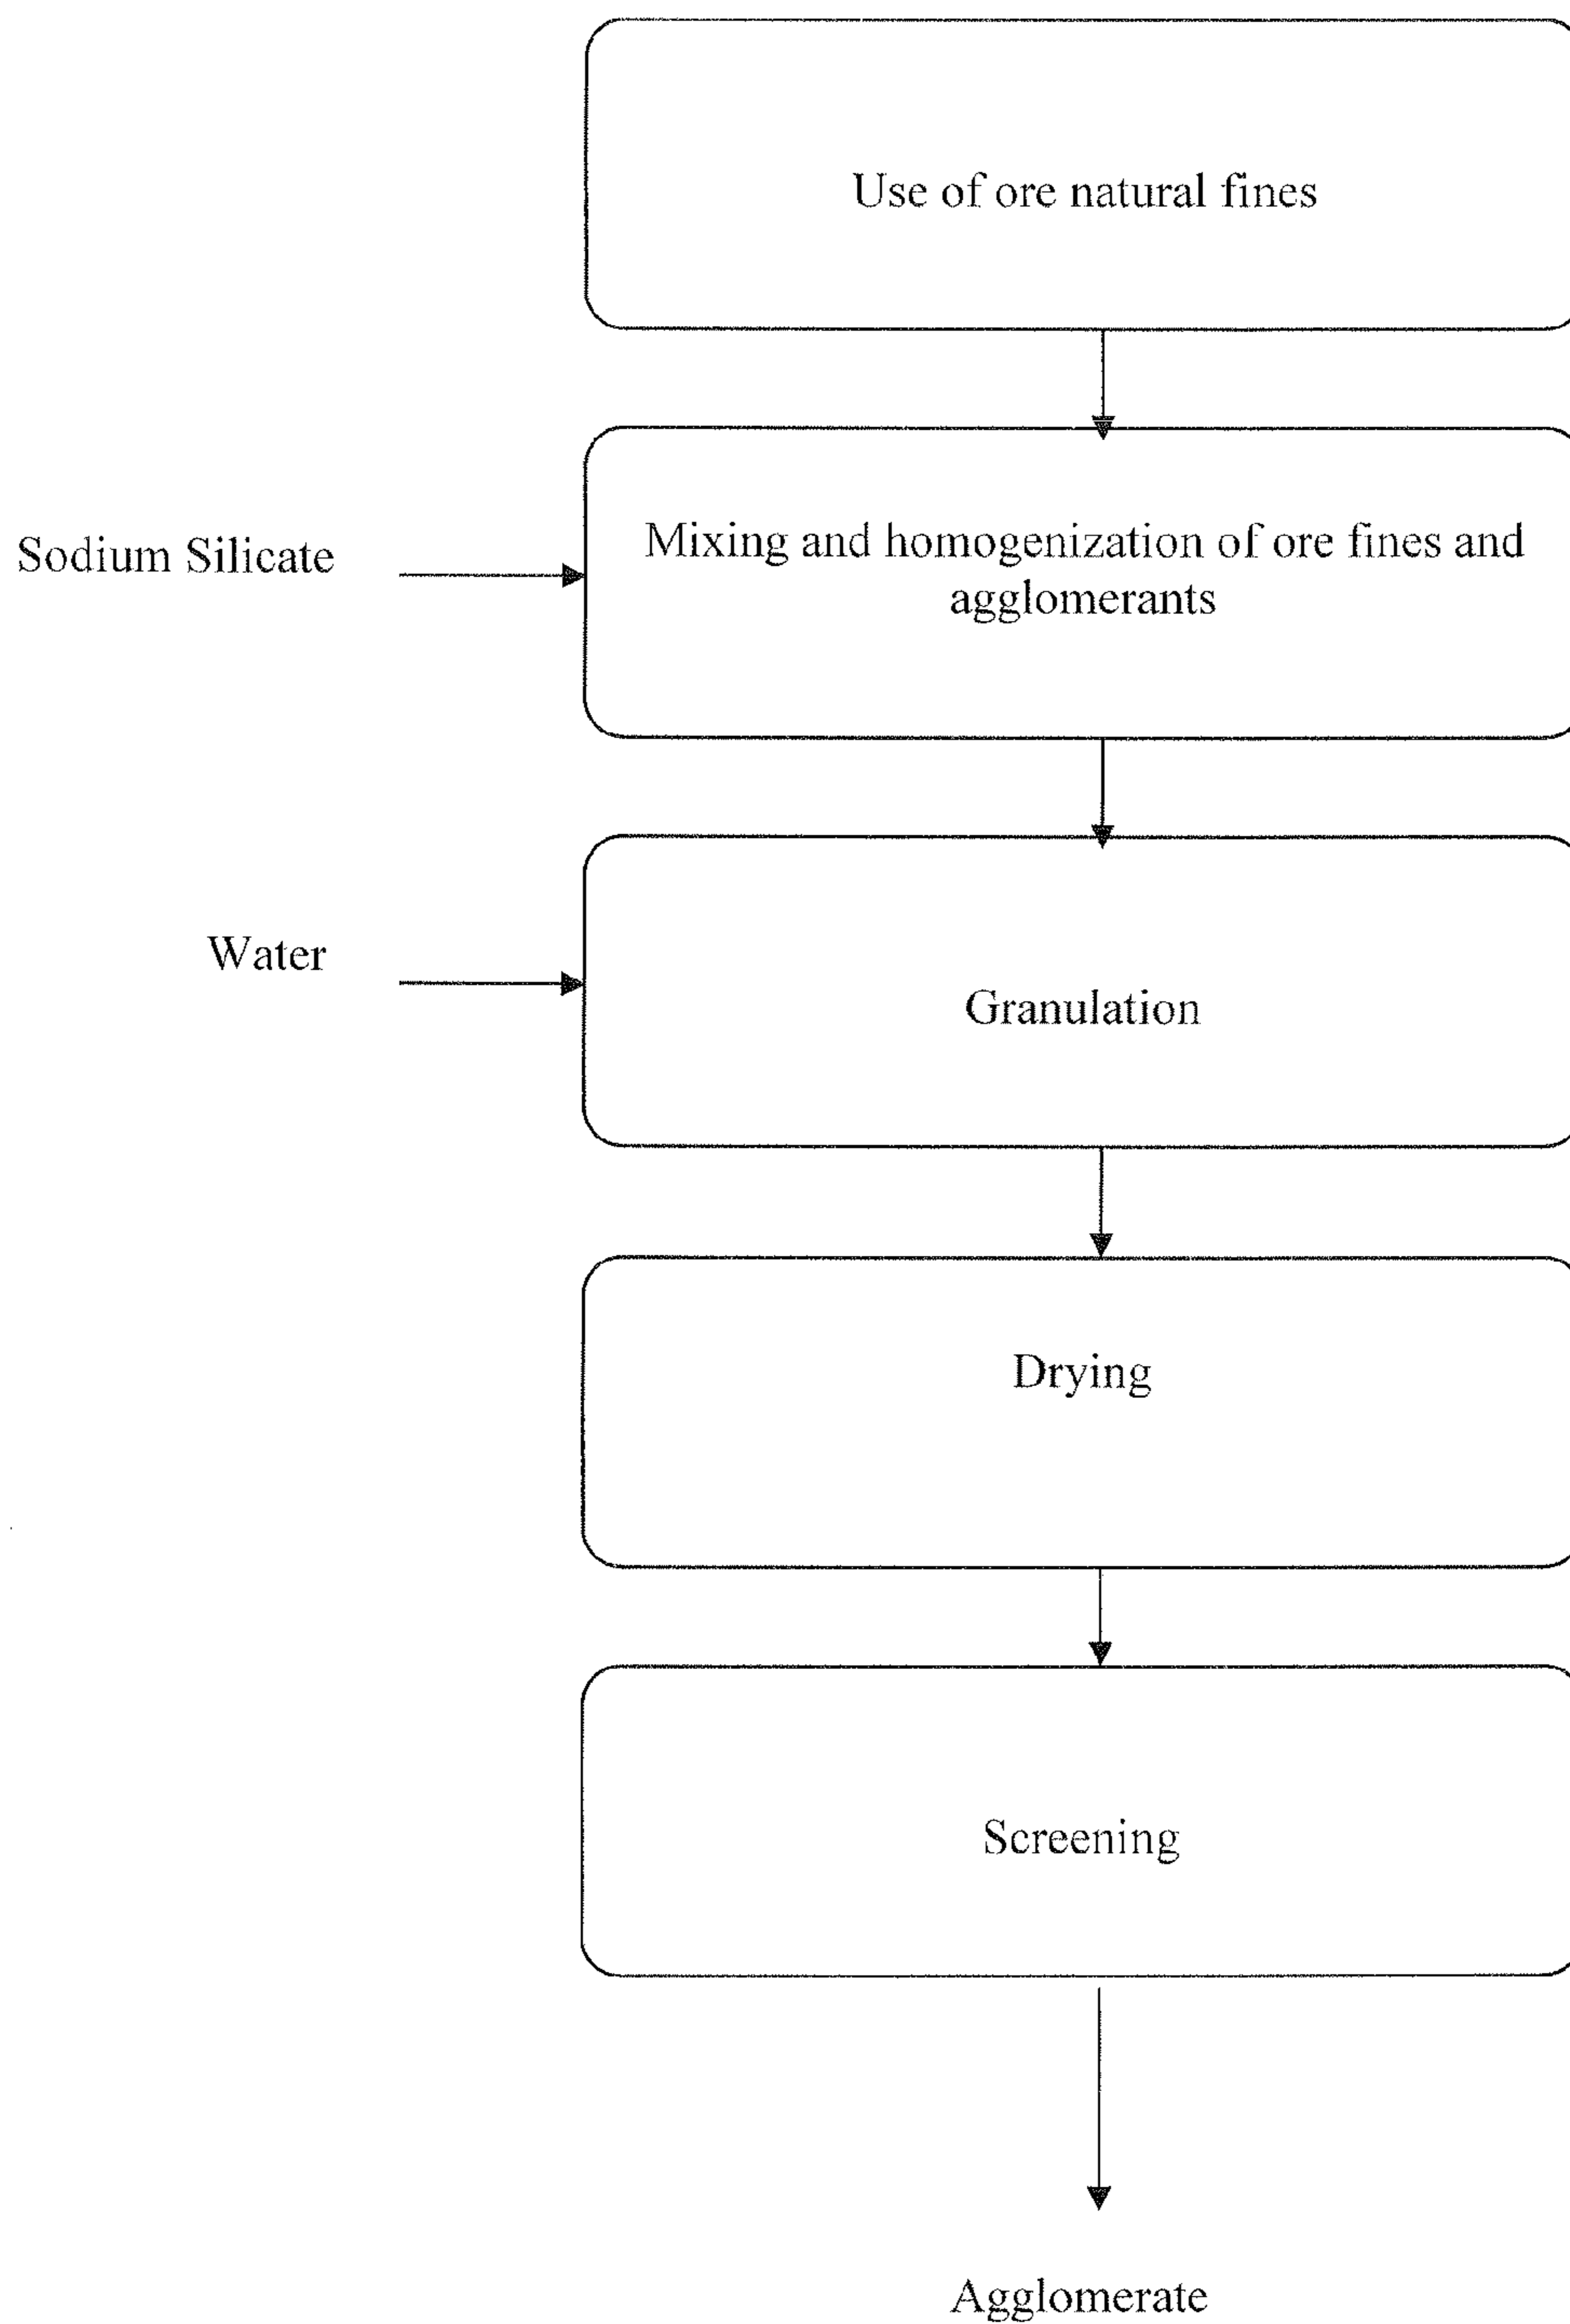 Use of ore natural fines
Sodium Silicate
Mixing and homogenization of ore fines and
agglomerants
Water
Granulation
Drying
Screening
Agglomerate